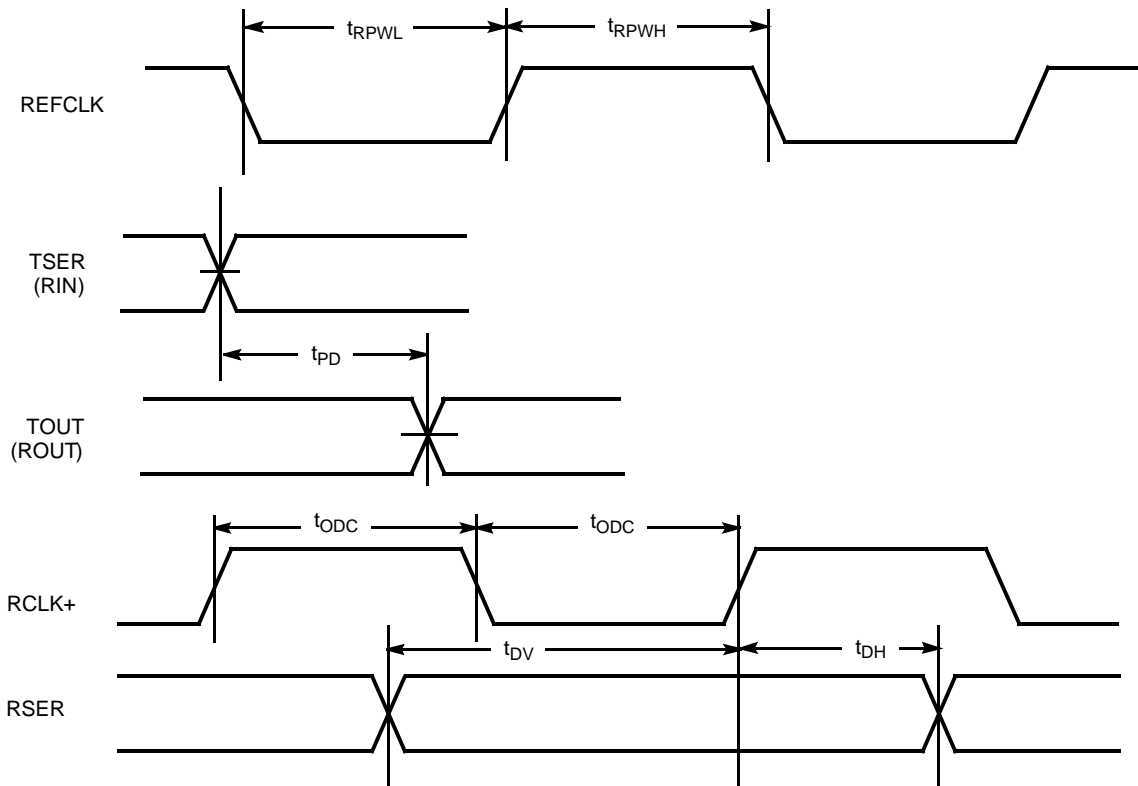 tRPWL
tRPWH
REFCLK
TSER
(RIN)
tPD
TOUT
(ROUT)
tODC
tODC
RCLK+
tDV
tDH
RSER